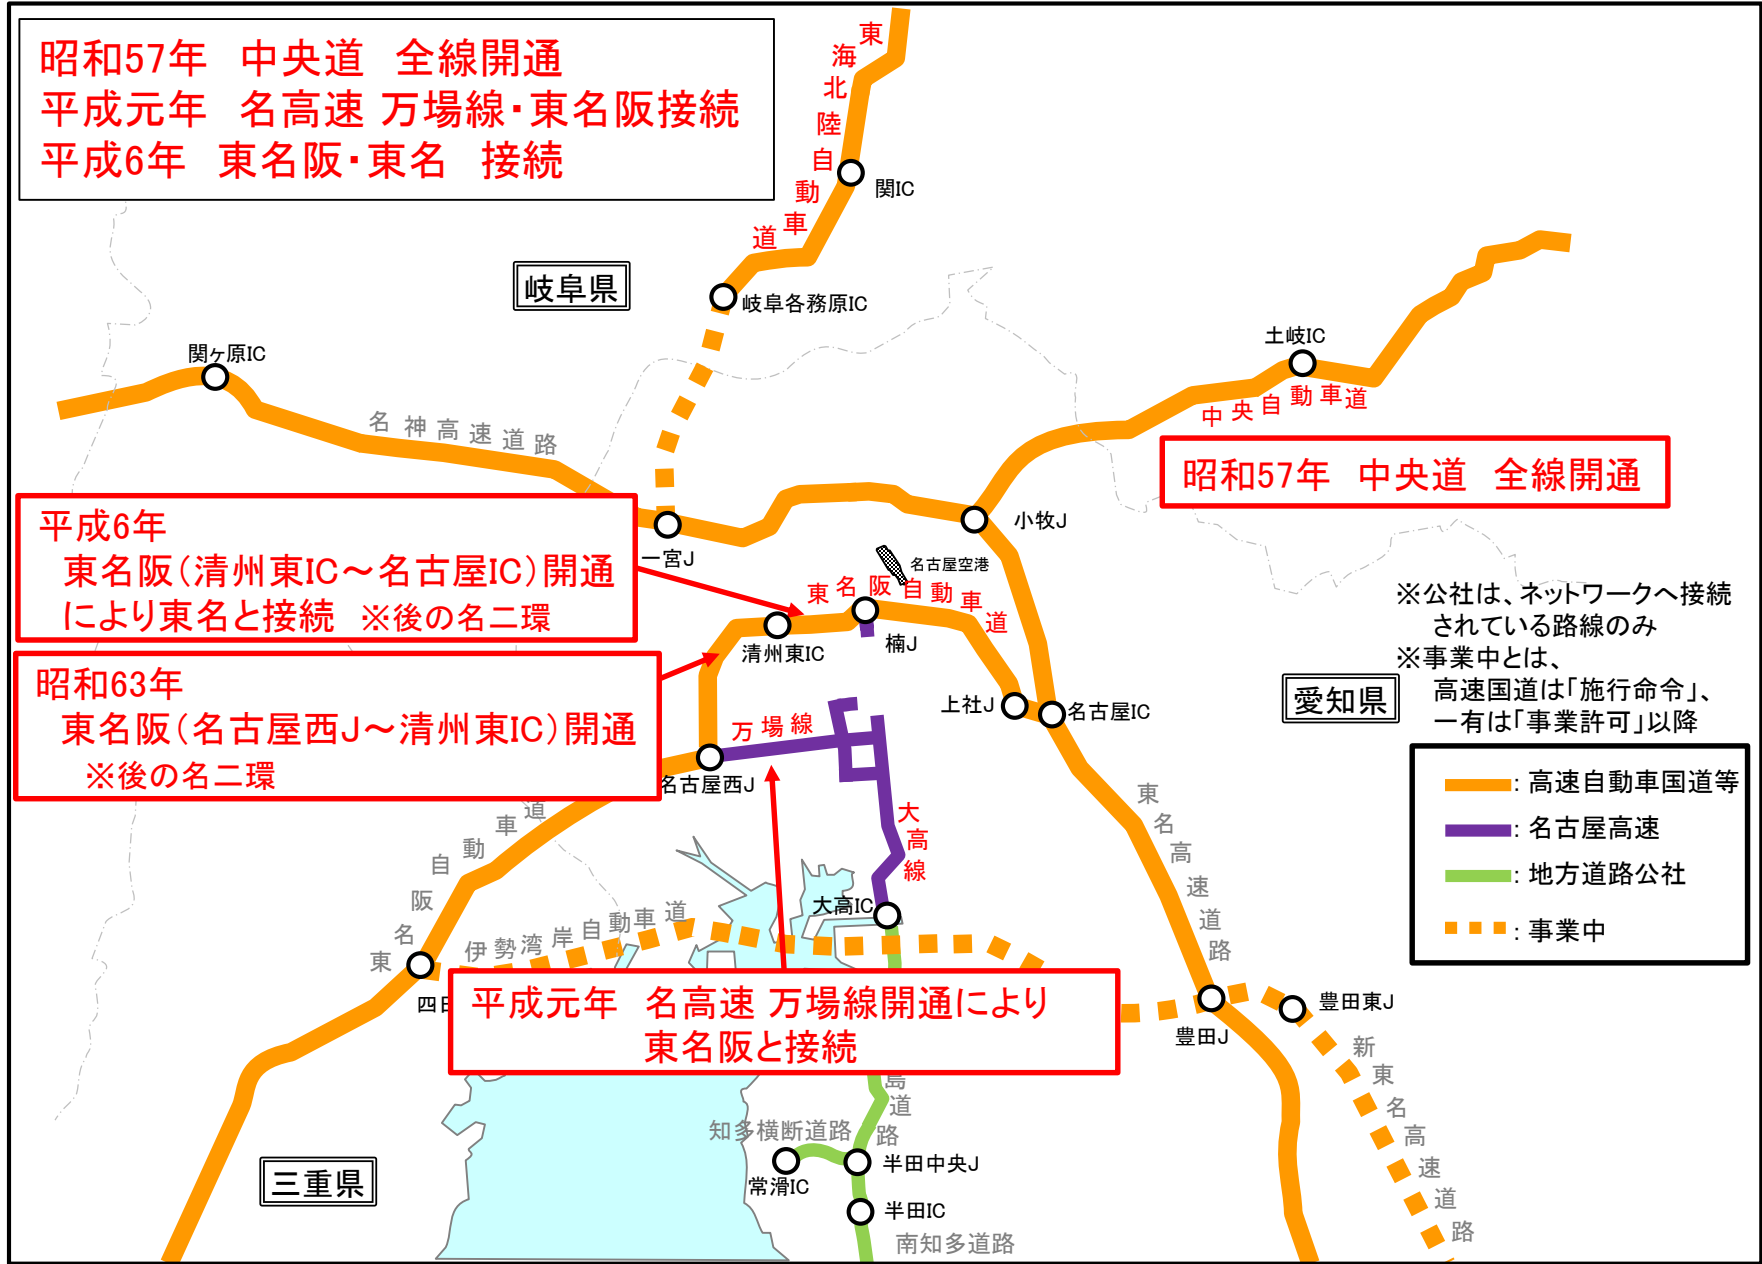 昭和57年　中央道　全線開通
平成元年　名高速 万場線・東名阪接続
平成6年　東名阪・東名　接続
東海北陸自動車道
関IC
岐阜県
岐阜各務原IC
関ヶ原IC
土岐IC
中央自動車道
名神高速道路
昭和57年　中央道　全線開通
平成6年
東名阪（清州東IC～名古屋IC）開通
により東名と接続　※後の名二環
一宮J
小牧J
名古屋空港
東名阪自動車道
清州東IC
楠J
※公社は、ネットワークへ接続
されている路線のみ
※事業中とは、
高速国道は「施行命令」、
一有は「事業許可」以降
愛知県
昭和63年
東名阪（名古屋西J～清州東IC）開通
※後の名二環
上社J
名古屋IC
万場線
名古屋西J
大高線
東名高速道路
：高速自動車国道等
：名古屋高速
：地方道路公社
：事業中
東名阪自動車道
大高IC
伊勢湾岸自動車道
四日
平成元年　名高速 万場線開通により
東名阪と接続
豊田J
豊田東J
新東名高速道路
島道路
知多横断道路
常滑IC
半田中央J
半田IC
南知多道路
三重県